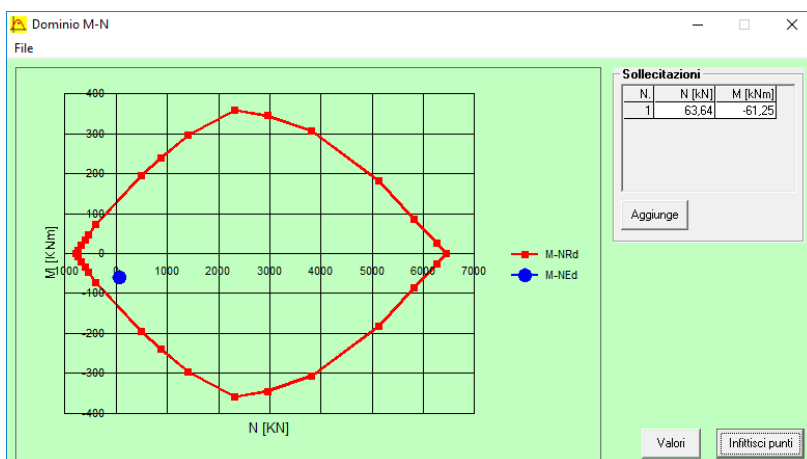 Dominio M-N
File
400
300
200
100
0
-100
-200
-300
-400
M [KNm]
-1000
0
1000
2000
3000
4000
5000
6000
7000
N [KN]
M-NRd
M-NEd
Sollecitazioni
N. N [kN] M [kNm]
1 63,64 -61,25
Aggiunge
Valori
Infittisci punti